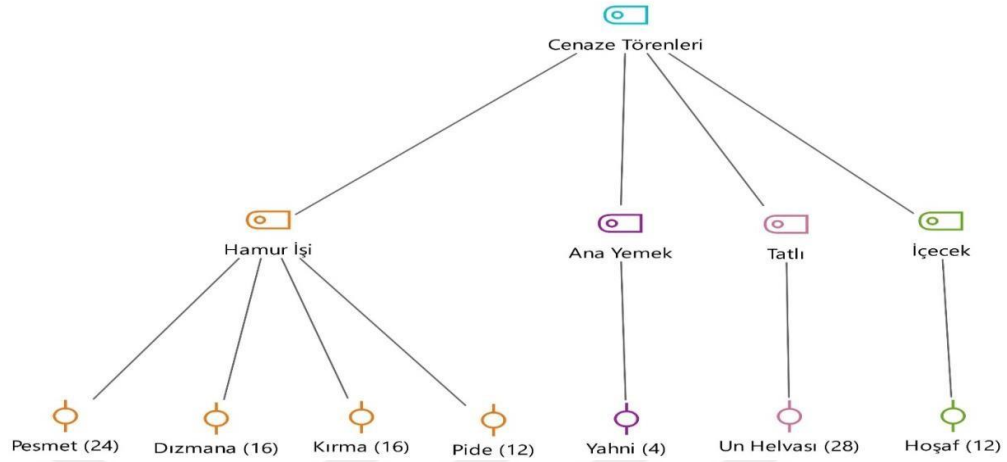 Cenaze Törenleri
Hamur İşi
Ana Yemek
Tatlı
İçecek
Pesmet (24)
Dızmana (16)
Kırma (16)
Pide (12)
Yahni (4)
Un Helvası (28)
Hoşaf (12)